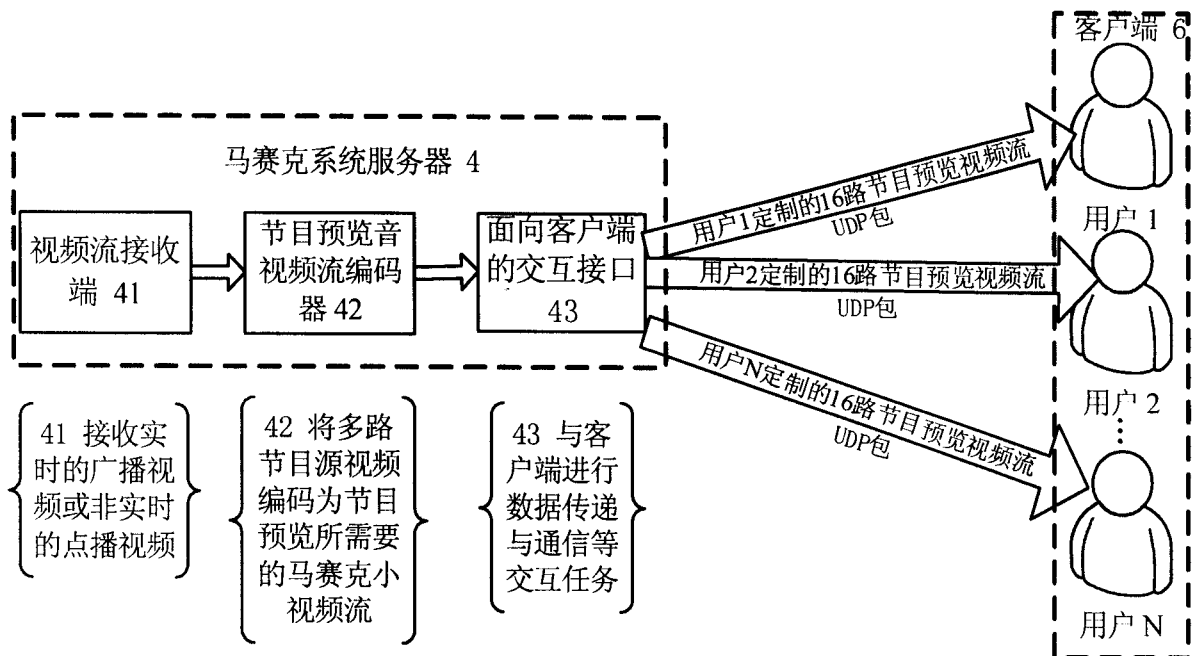 客户端 6
马赛克系统服务器 4
视频流接收
端 41
节目预览音
视频流编码
器 42
面向客户端
的交互接口
43
用户1定制的16路节目预览视频流
UDP包
用户2定制的16路节目预览视频流
UDP包
用户N定制的16路节目预览视频流
UDP包
用户 1
用户 2
⋮
用户 N
41 接收实
时的广播视
频或非实时
的点播视频
42 将多路
节目源视频
编码为节目
预览所需要
的马赛克小
视频流
43 与客
户端进行
数据传递
与通信等
交互任务